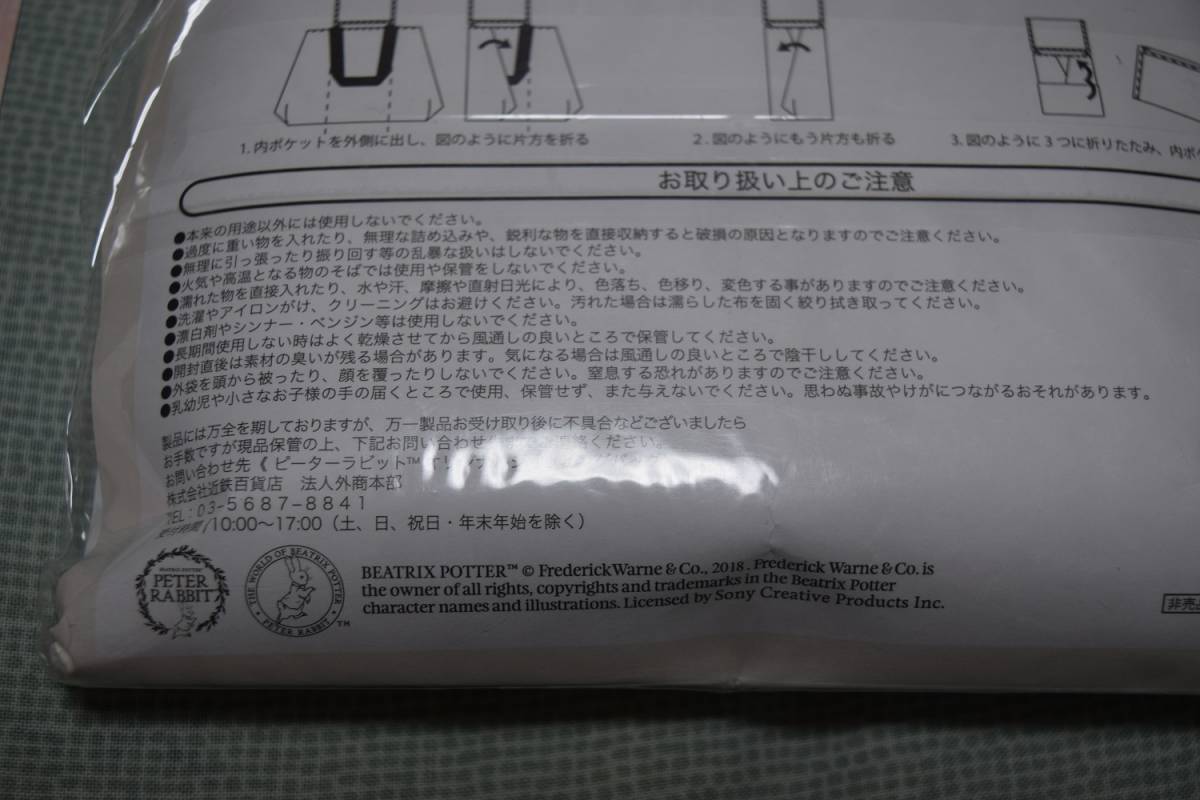 1. 内ポケットを外側に出し、図のように片方を折る
2. 図のようにもう片方も折る
3. 図のように3つに折りたたみ、内ポ
お取り扱い上のご注意
●本来の用途以外には使用しないでください。
●過度に重い物を入れたり、無理な詰め込みや、鋭利な物を直接収納すると破損の原因となりますのでご注意ください。
●無理に引っ張ったり振り回す等の乱暴な扱いはしないでください。
●火気や高温となる物のそばでは使用や保管をしないでください。
●濡れた物を直接入れたり、水や汗、摩擦や直射日光により、色落ち、色移り、変色する事がありますのでご注意ください。
●洗濯やアイロンがけ、クリーニングはお避けください。汚れた場合は濡らした布を固く絞り拭き取ってください。
●漂白剤やシンナー・ベンジン等は使用しないでください。
●長期間使用しない時はよく乾燥させてから風通しの良いところで保管してください。
●開封直後は素材の臭いが残る場合があります。気になる場合は風通しの良いところで陰干ししてください。
●外袋を頭から被ったり、顔を覆ったりしないでください。窒息する恐れがありますのでご注意ください。
●乳幼児や小さなお子様の手の届くところで使用、保管せず、また与えないでください。思わぬ事故やけがにつながるおそれがあります。
製品には万全を期しておりますが、万一製品お受け取り後に不具合などございましたら
お手数ですが現品保管の上、下記お問い合わせ ください。
お問い合わせ先《 ピーターラビット™
株式会社近鉄百貨店 法人外商本部
TEL:03-5687-8841
受付時間/10:00〜17:00（土、日、祝日・年末年始を除く）
BEATRIX POTTER™
PETER RABBIT
THE WORLD OF BEATRIX POTTER
PETER RABBIT ™
BEATRIX POTTER™ © Frederick Warne & Co., 2018. Frederick Warne & Co. is
the owner of all rights, copyrights and trademarks in the Beatrix Potter
character names and illustrations. Licensed by Sony Creative Products Inc.
非売